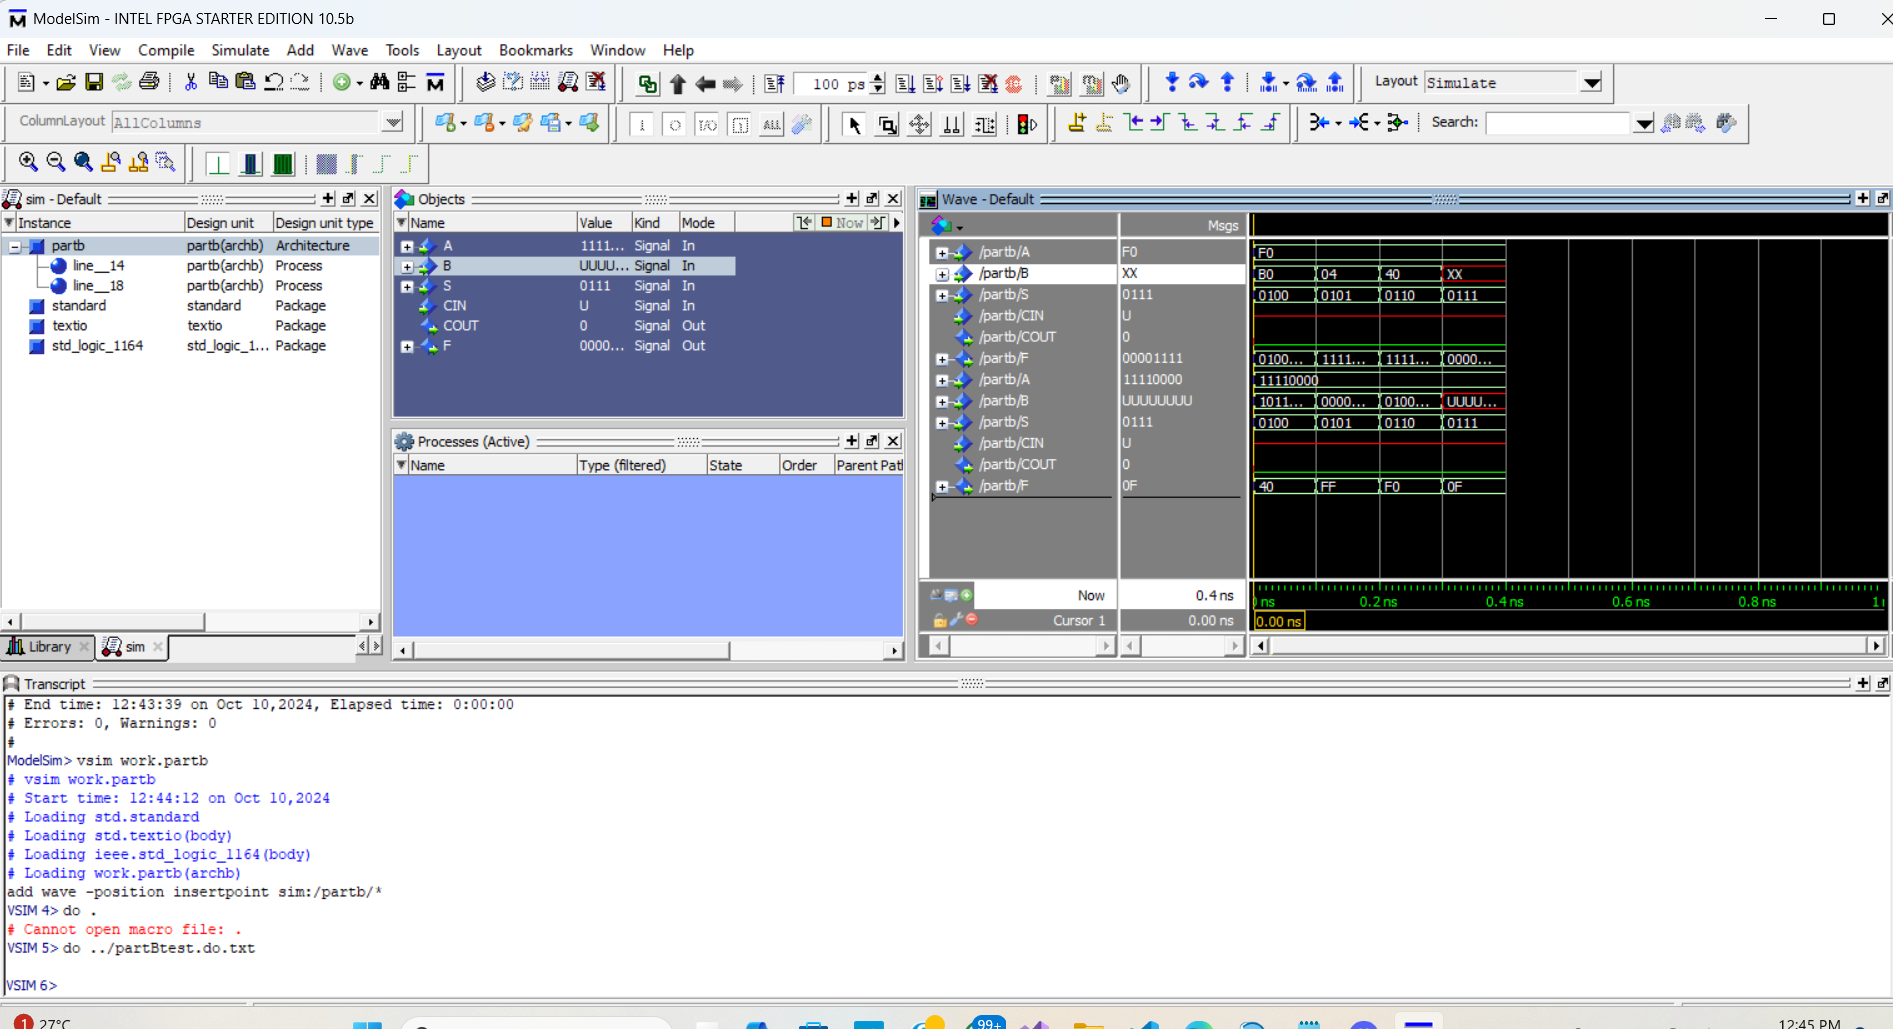 ModelSim - INTEL FPGA STARTER EDITION 10.5b
File Edit View Compile Simulate Add Wave Tools Layout Bookmarks Window Help
100 ps
Layout Simulate
ColumnLayout AllColumns
Search:
sim - Default
Instance Design unit Design unit type
partb partb(archb) Architecture
line__14 partb(archb) Process
line__18 partb(archb) Process
standard standard Package
textio textio Package
std_logic_1164 std_logic_1... Package
Library sim
Objects
Name Value Kind Mode Now
A 1111... Signal In
B UUUU... Signal In
S 0111 Signal In
CIN U Signal In
COUT 0 Signal Out
F 0000... Signal Out
Processes (Active)
Name Type (filtered) State Order Parent Pat
Wave - Default
Msgs
/partb/A F0 F0
/partb/B XX B0 04 40 XX
/partb/S 0111 0100 0101 0110 0111
/partb/CIN U
/partb/COUT 0
/partb/F 00001111 0100... 1111... 1111... 0000...
/partb/A 11110000 11110000
/partb/B UUUUUUUU 1011... 0000... 0100... UUUU...
/partb/S 0111 0100 0101 0110 0111
/partb/CIN U
/partb/COUT 0
/partb/F 0F 40 FF F0 0F
Now 0.4 ns ns 0.2 ns 0.4 ns 0.6 ns 0.8 ns 1
Cursor 1 0.00 ns 0.00 ns
Transcript
# End time: 12:43:39 on Oct 10,2024, Elapsed time: 0:00:00
# Errors: 0, Warnings: 0
#
ModelSim> vsim work.partb
# vsim work.partb
# Start time: 12:44:12 on Oct 10,2024
# Loading std.standard
# Loading std.textio(body)
# Loading ieee.std_logic_1164(body)
# Loading work.partb(archb)
add wave -position insertpoint sim:/partb/*
VSIM 4> do .
# Cannot open macro file: .
VSIM 5> do ../partBtest.do.txt
VSIM 6>
1 27°C 99+ 12:45 PM